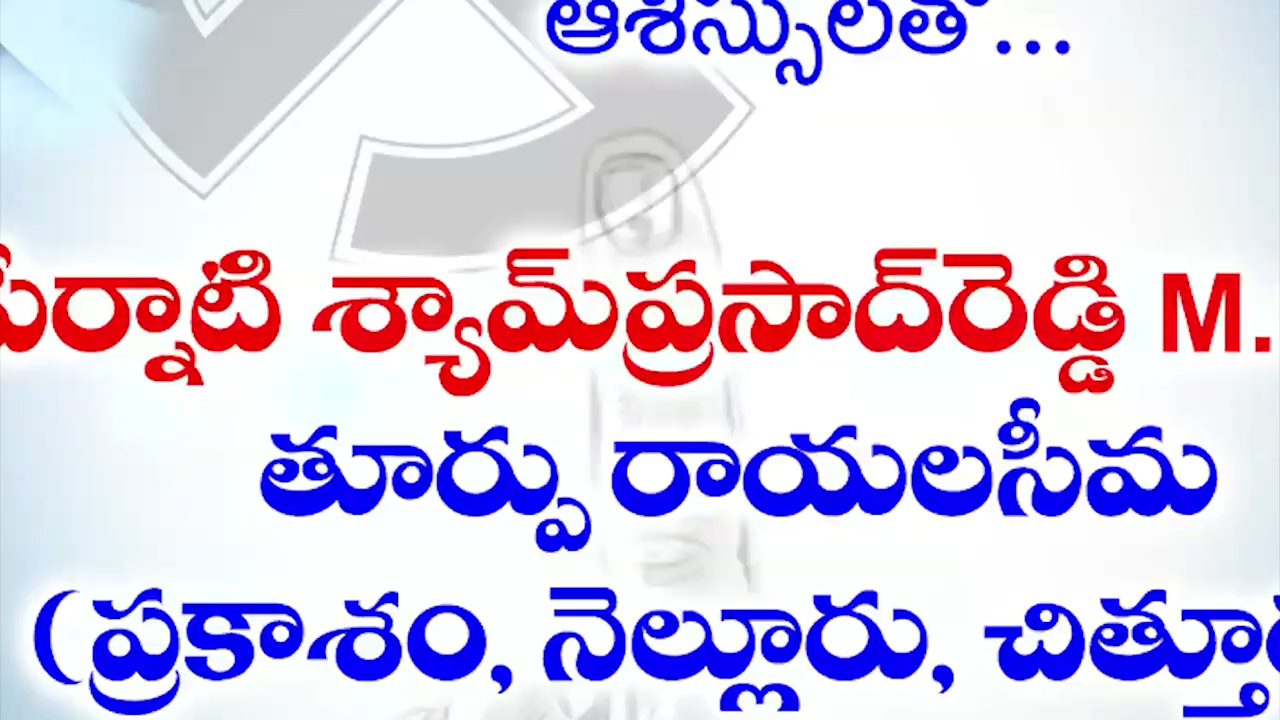 ఆశీస్సులతో...
పేర్నాటి శ్యామ్‌ప్రసాద్‌రెడ్డి M.
తూర్పు రాయలసీమ
(ప్రకాశం, నెల్లూరు, చిత్తూ